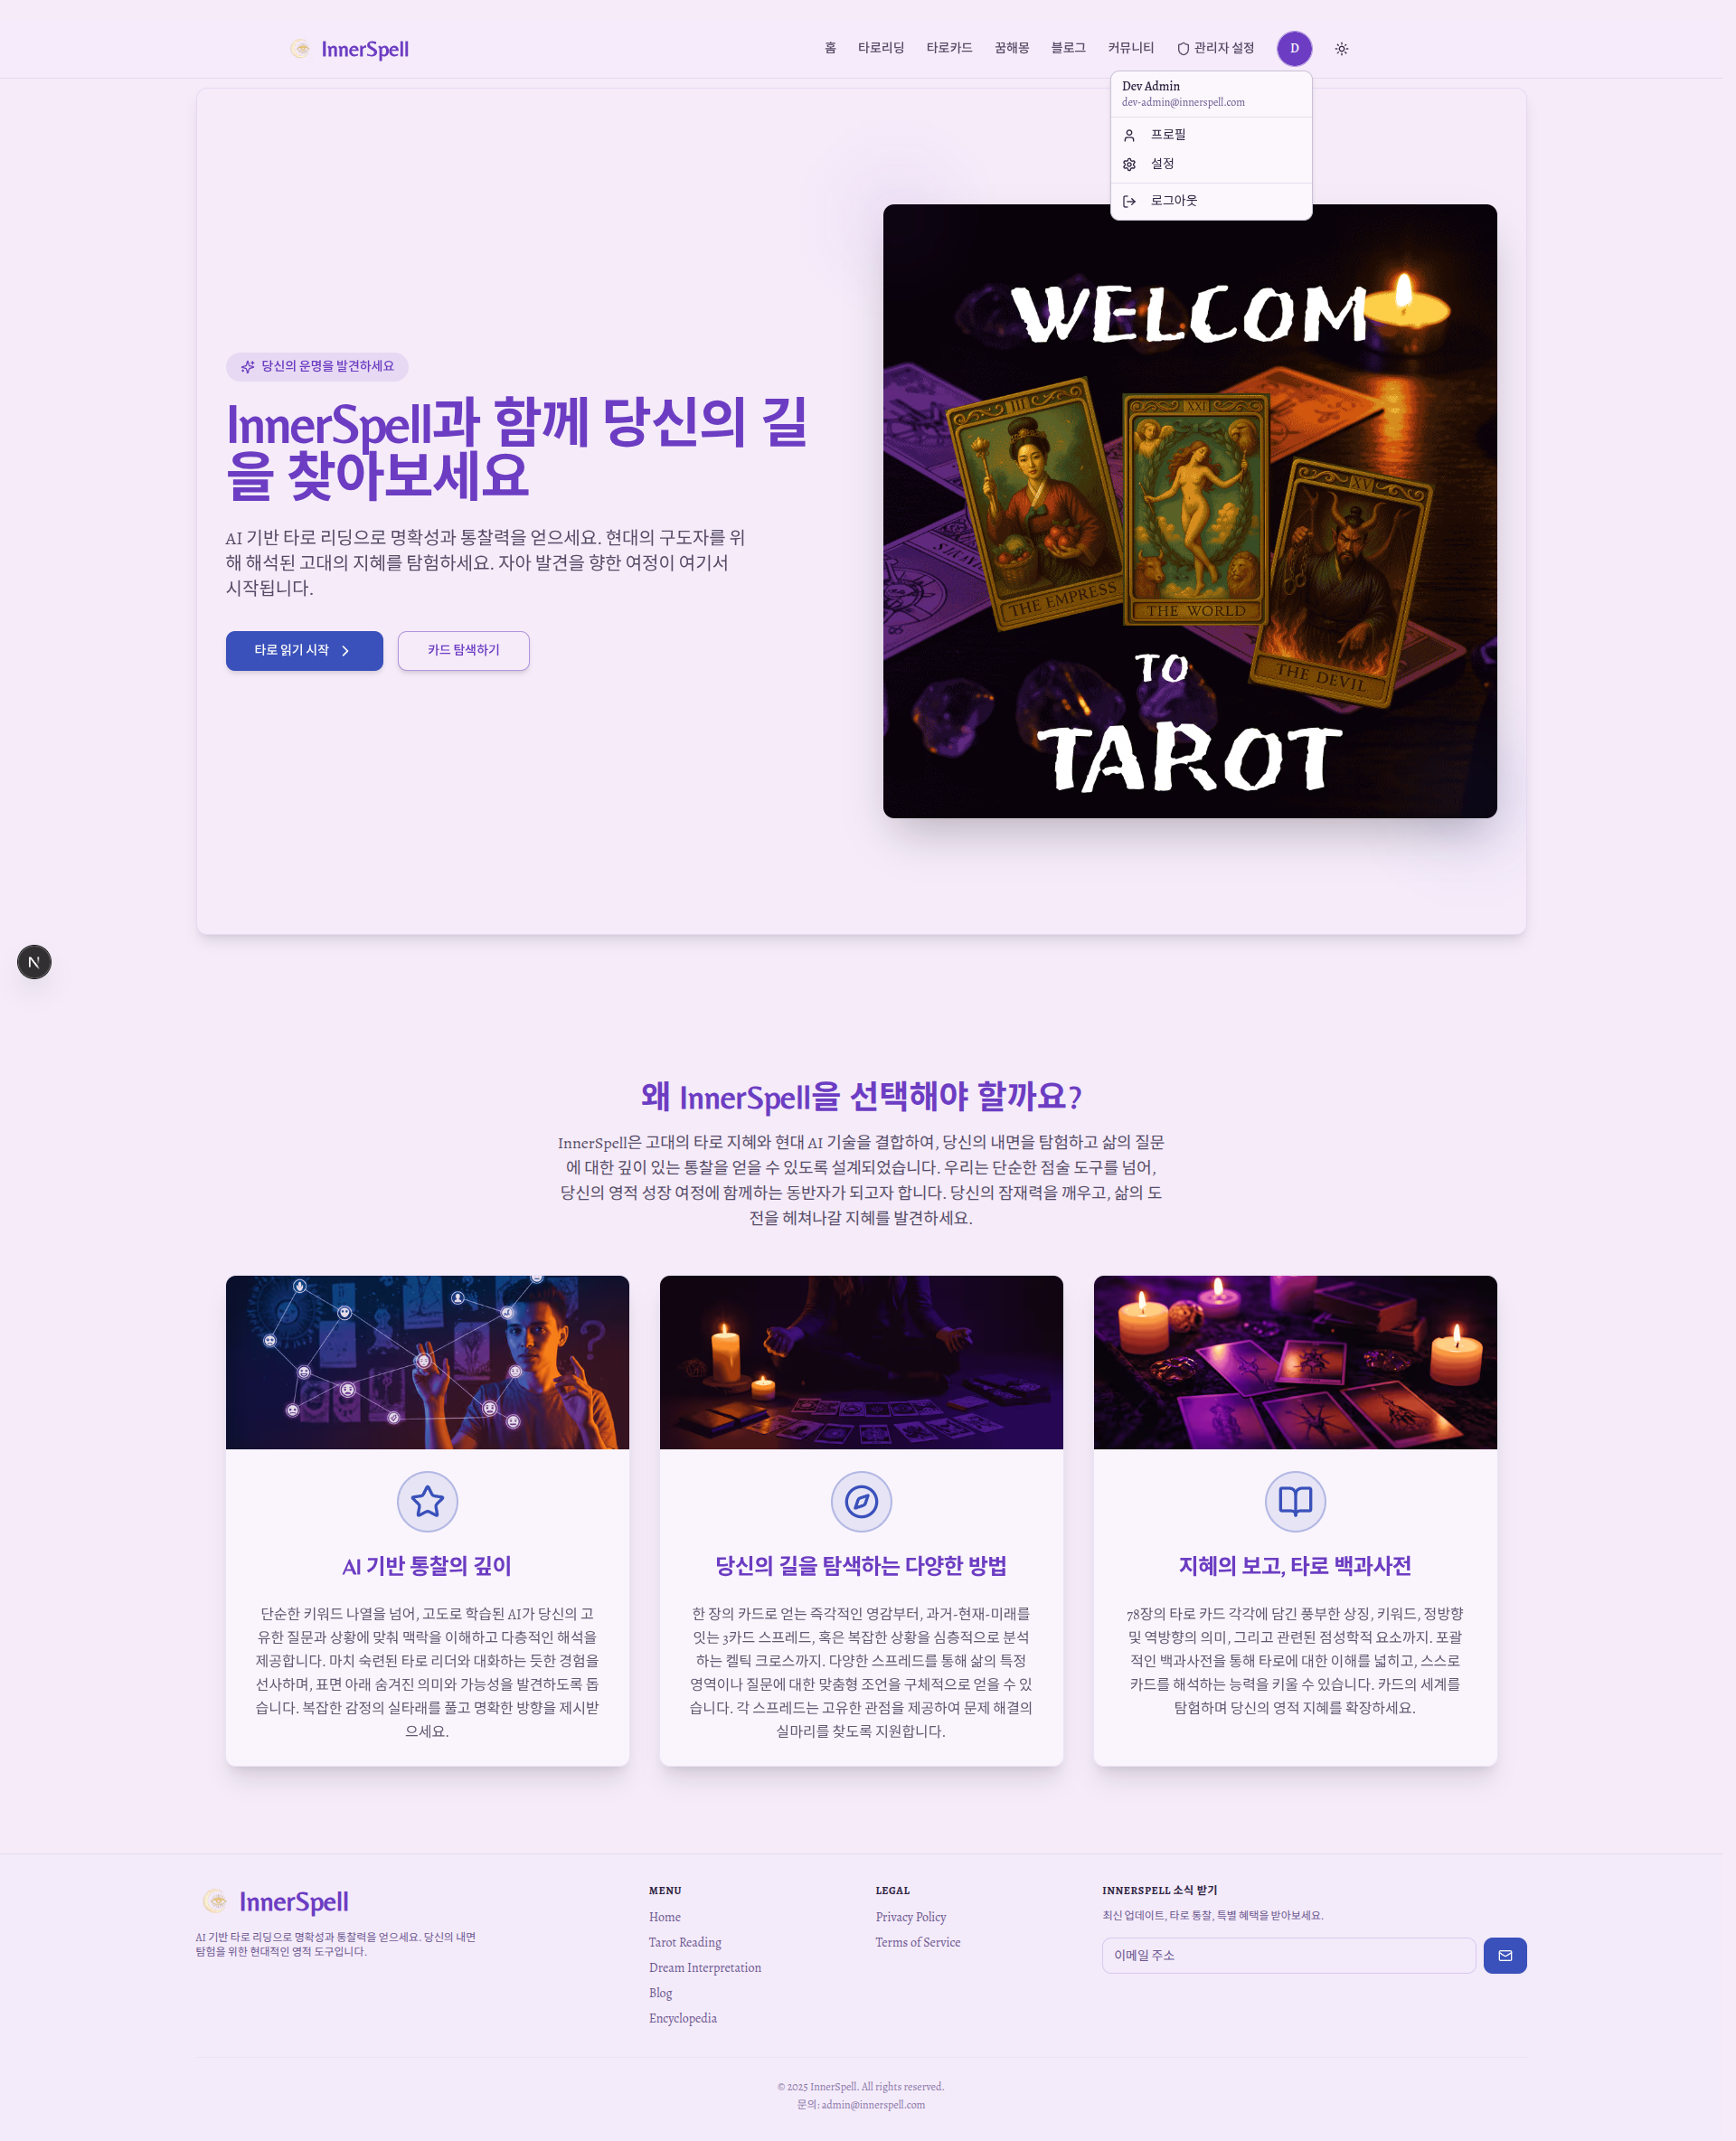 InnerSpell
홈 타로리딩 타로카드 꿈해몽 블로그 커뮤니티 관리자 설정 D
Dev Admin
dev-admin@innerspell.com
프로필
설정
로그아웃
당신의 운명을 발견하세요
InnerSpell과 함께 당신의 길
을 찾아보세요
AI 기반 타로 리딩으로 명확성과 통찰력을 얻으세요. 현대의 구도자를 위
해 해석된 고대의 지혜를 탐험하세요. 자아 발견을 향한 여정이 여기서
시작됩니다.
타로 읽기 시작
카드 탐색하기
WELCOM
III
THE EMPRESS
XXI
THE WORLD
XV
THE DEVIL
TO
TAROT
N
왜 InnerSpell을 선택해야 할까요?
InnerSpell은 고대의 타로 지혜와 현대 AI 기술을 결합하여, 당신의 내면을 탐험하고 삶의 질문
에 대한 깊이 있는 통찰을 얻을 수 있도록 설계되었습니다. 우리는 단순한 점술 도구를 넘어,
당신의 영적 성장 여정에 함께하는 동반자가 되고자 합니다. 당신의 잠재력을 깨우고, 삶의 도
전을 헤쳐나갈 지혜를 발견하세요.
?
AI 기반 통찰의 깊이
단순한 키워드 나열을 넘어, 고도로 학습된 AI가 당신의 고
유한 질문과 상황에 맞춰 맥락을 이해하고 다층적인 해석을
제공합니다. 마치 숙련된 타로 리더와 대화하는 듯한 경험을
선사하며, 표면 아래 숨겨진 의미와 가능성을 발견하도록 돕
습니다. 복잡한 감정의 실타래를 풀고 명확한 방향을 제시받
으세요.
당신의 길을 탐색하는 다양한 방법
한 장의 카드로 얻는 즉각적인 영감부터, 과거-현재-미래를
잇는 3카드 스프레드, 혹은 복잡한 상황을 심층적으로 분석
하는 켈틱 크로스까지. 다양한 스프레드를 통해 삶의 특정
영역이나 질문에 대한 맞춤형 조언을 구체적으로 얻을 수 있
습니다. 각 스프레드는 고유한 관점을 제공하여 문제 해결의
실마리를 찾도록 지원합니다.
지혜의 보고, 타로 백과사전
78장의 타로 카드 각각에 담긴 풍부한 상징, 키워드, 정방향
및 역방향의 의미, 그리고 관련된 점성학적 요소까지. 포괄
적인 백과사전을 통해 타로에 대한 이해를 넓히고, 스스로
카드를 해석하는 능력을 키울 수 있습니다. 카드의 세계를
탐험하며 당신의 영적 지혜를 확장하세요.
InnerSpell
AI 기반 타로 리딩으로 명확성과 통찰력을 얻으세요. 당신의 내면
탐험을 위한 현대적인 영적 도구입니다.
MENU
Home
Tarot Reading
Dream Interpretation
Blog
Encyclopedia
LEGAL
Privacy Policy
Terms of Service
INNERSPELL 소식 받기
최신 업데이트, 타로 통찰, 특별 혜택을 받아보세요.
이메일 주소
© 2025 InnerSpell. All rights reserved.
문의: admin@innerspell.com